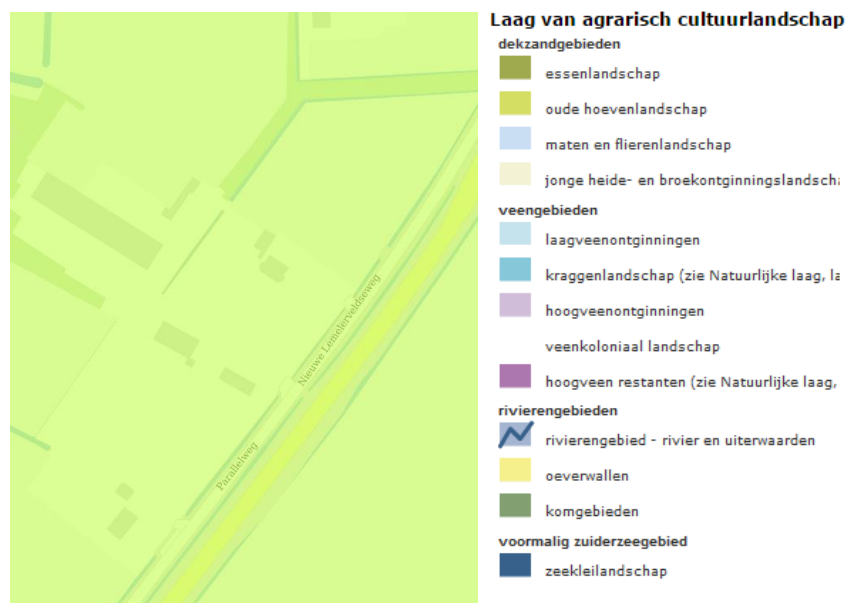 Laag van agrarisch cultuurlandschap
dekzandgebieden
essenlandschap
oude hoevenlandschap
maten en flierenlandschap
jonge heide- en broekontginningslandscha
veengebieden
laagveenontginningen
kraggenlandschap (zie Natuurlijke laag, la
hoogveenontginningen
veenkoloniaal landschap
hoogveen restanten (zie Natuurlijke laag,
rivierengebieden
rivierengebied - rivier en uiterwaarden
oeverwallen
komgebieden
voormalig zuiderzeegebied
zeekleilandschap
Nieuwe Lemelerveldseweg
Parallelweg